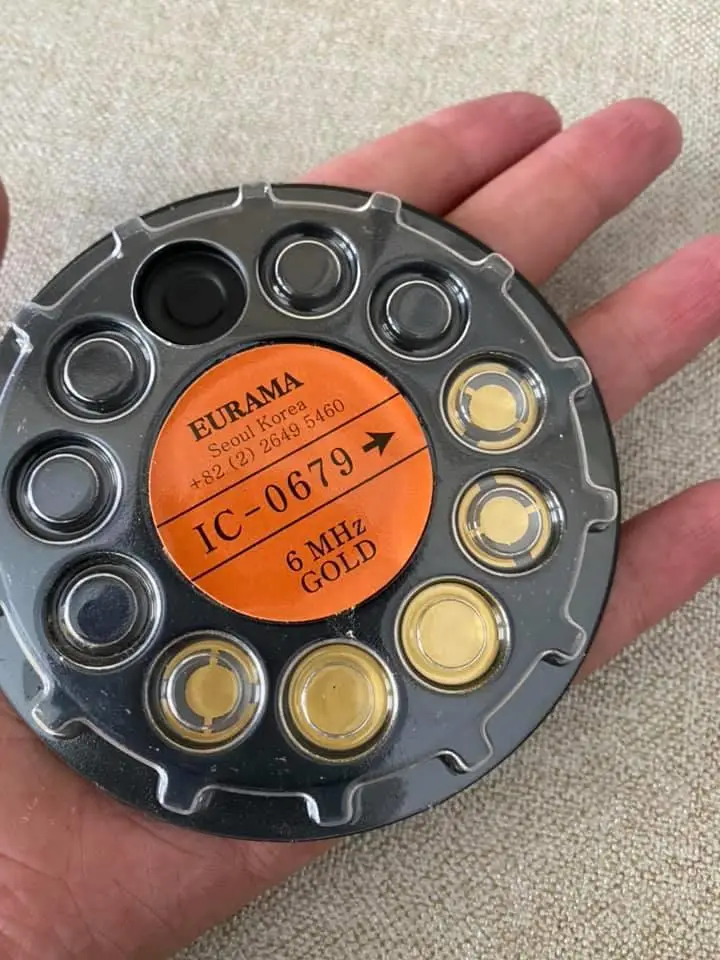 EURAMA
Seoul Korea
+82 (2) 2649 5460
IC-0679 →
6 MHz
GOLD